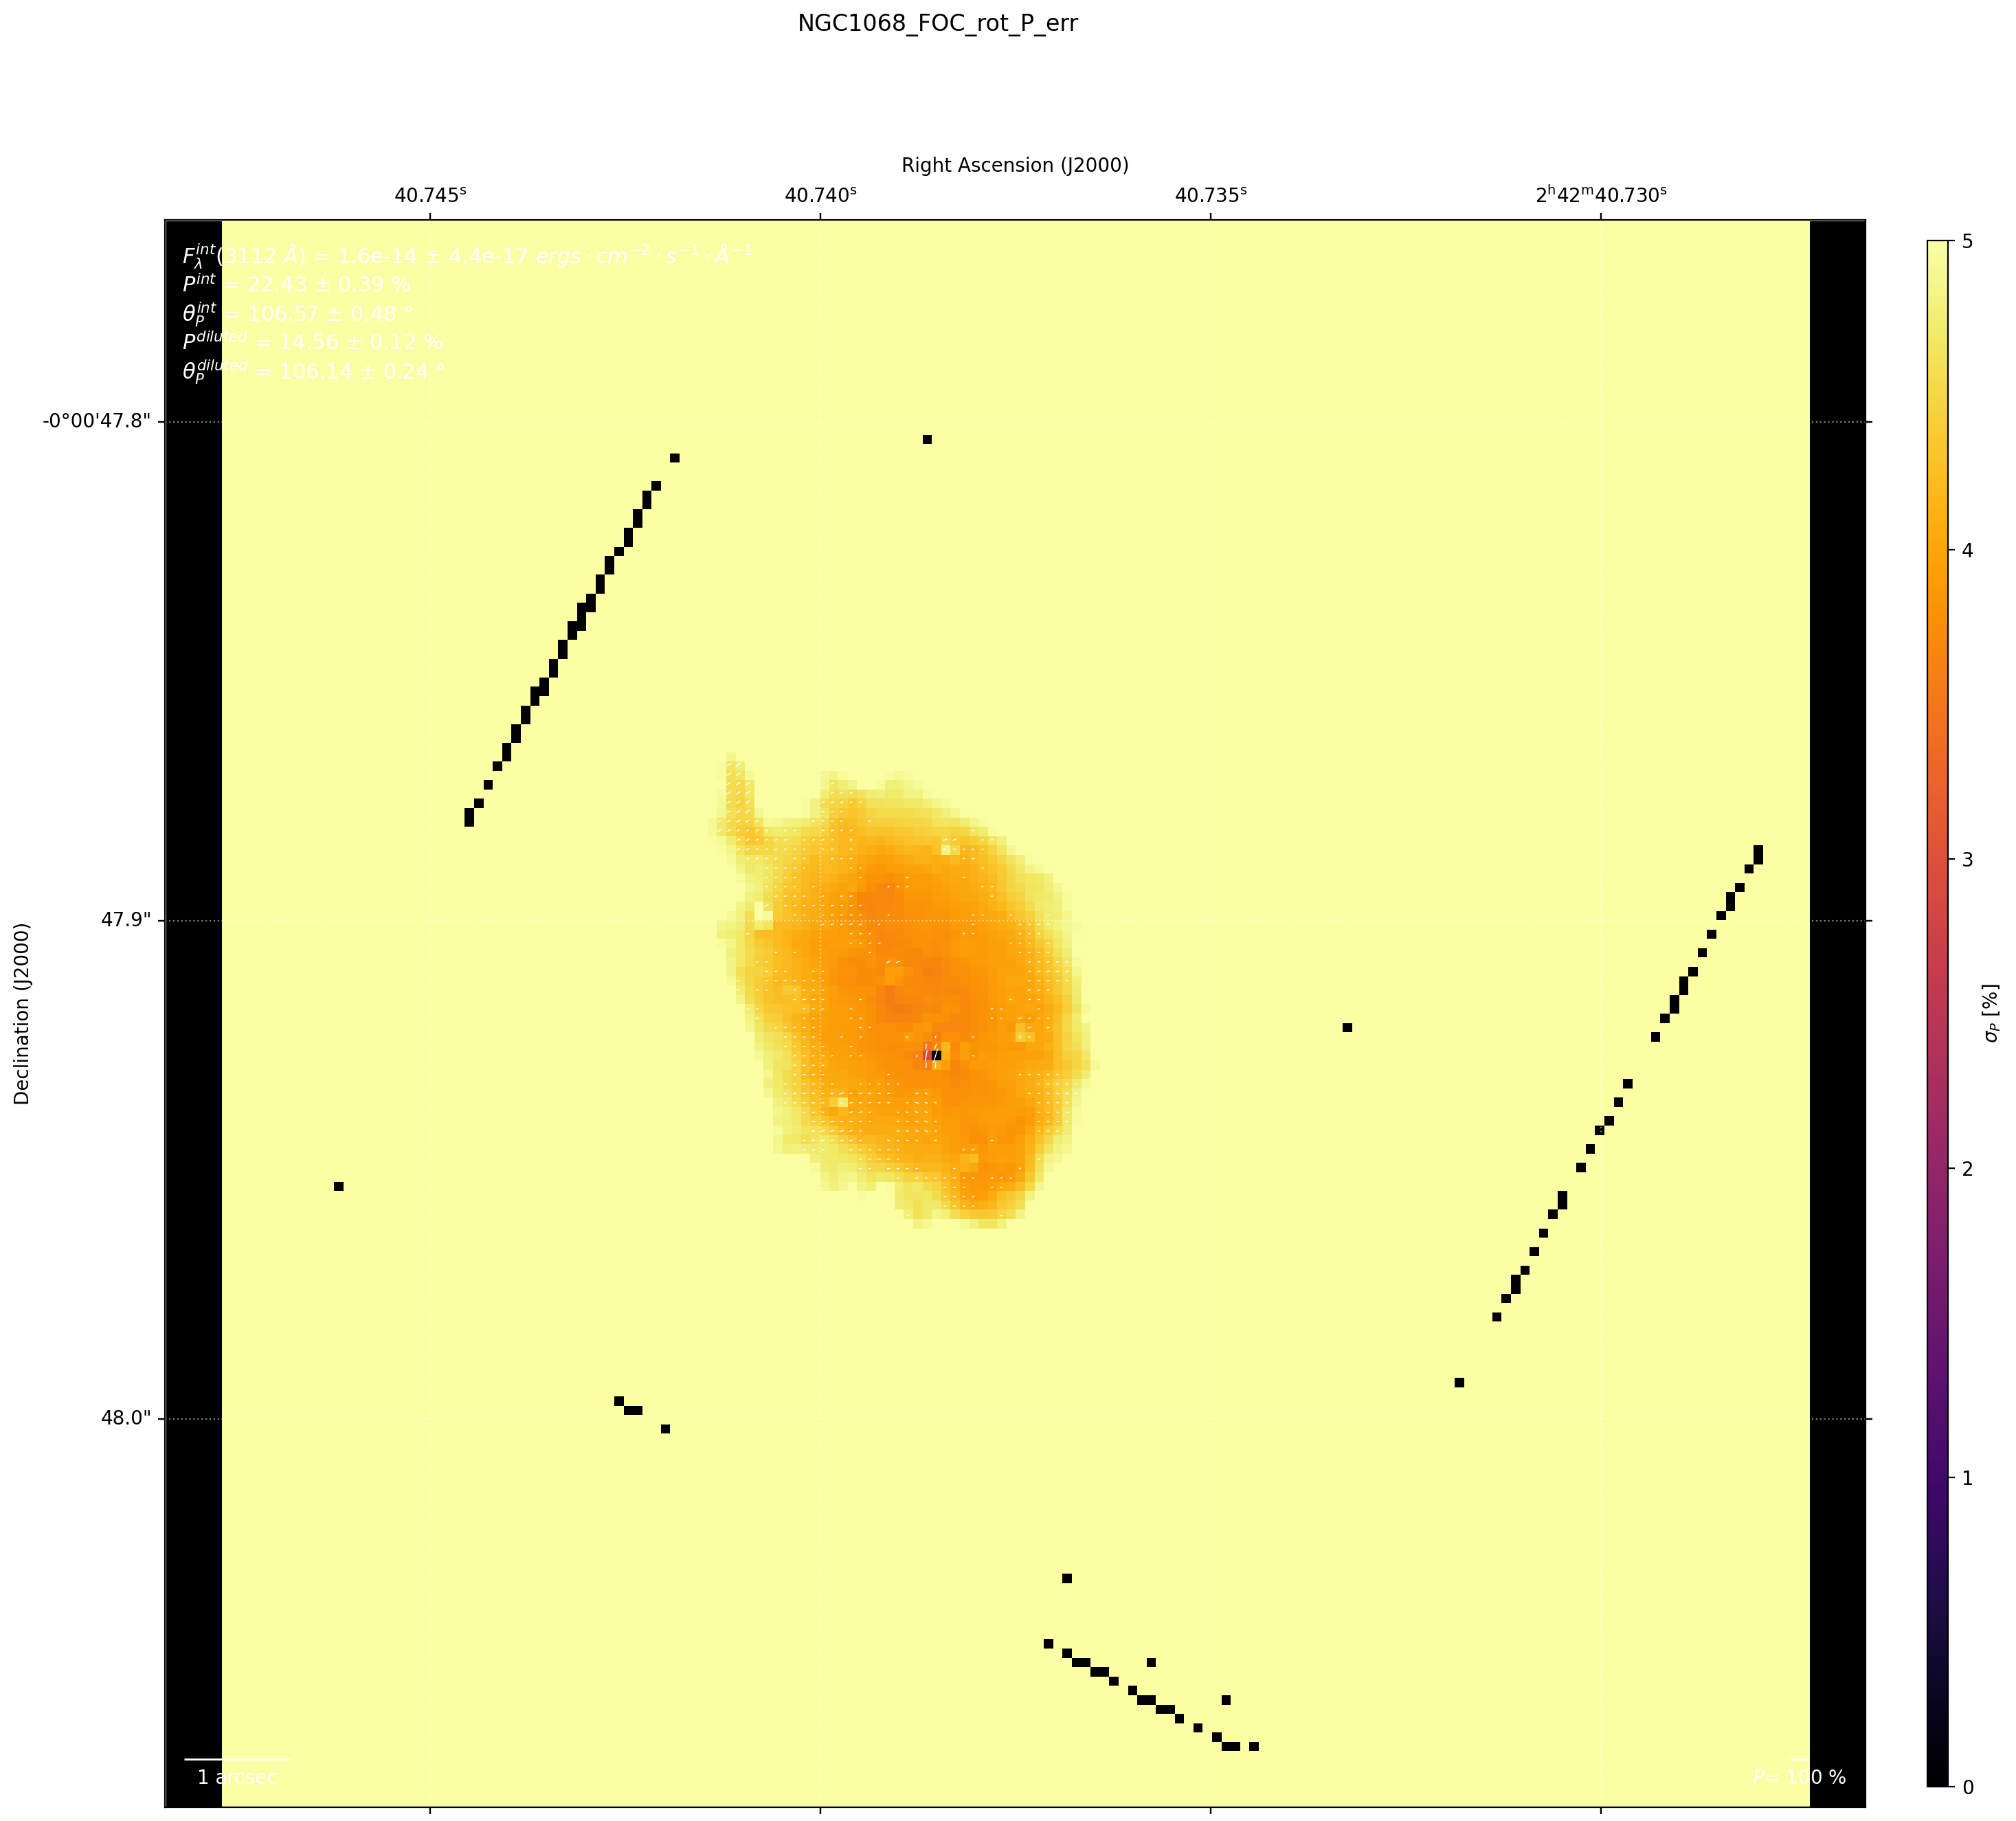 NGC1068_FOC_rot_P_err
Right Ascension (J2000)
40.745ˢ 40.740ˢ 40.735ˢ 2ʰ42ᵐ40.730ˢ
F_λ^int(3112 Å) = 1.6e-14 ± 4.4e-17 ergs · cm⁻² · s⁻¹ · Å⁻¹
P^int = 22.43 ± 0.39 %
θ_P^int = 106.57 ± 0.48 °
P^diluted = 14.56 ± 0.12 %
θ_P^diluted = 106.14 ± 0.24 °
-0°00'47.8"
47.9"
48.0"
Declination (J2000)
1 arcsec
P= 100 %
5
4
3
2
1
0
σ_P [%]